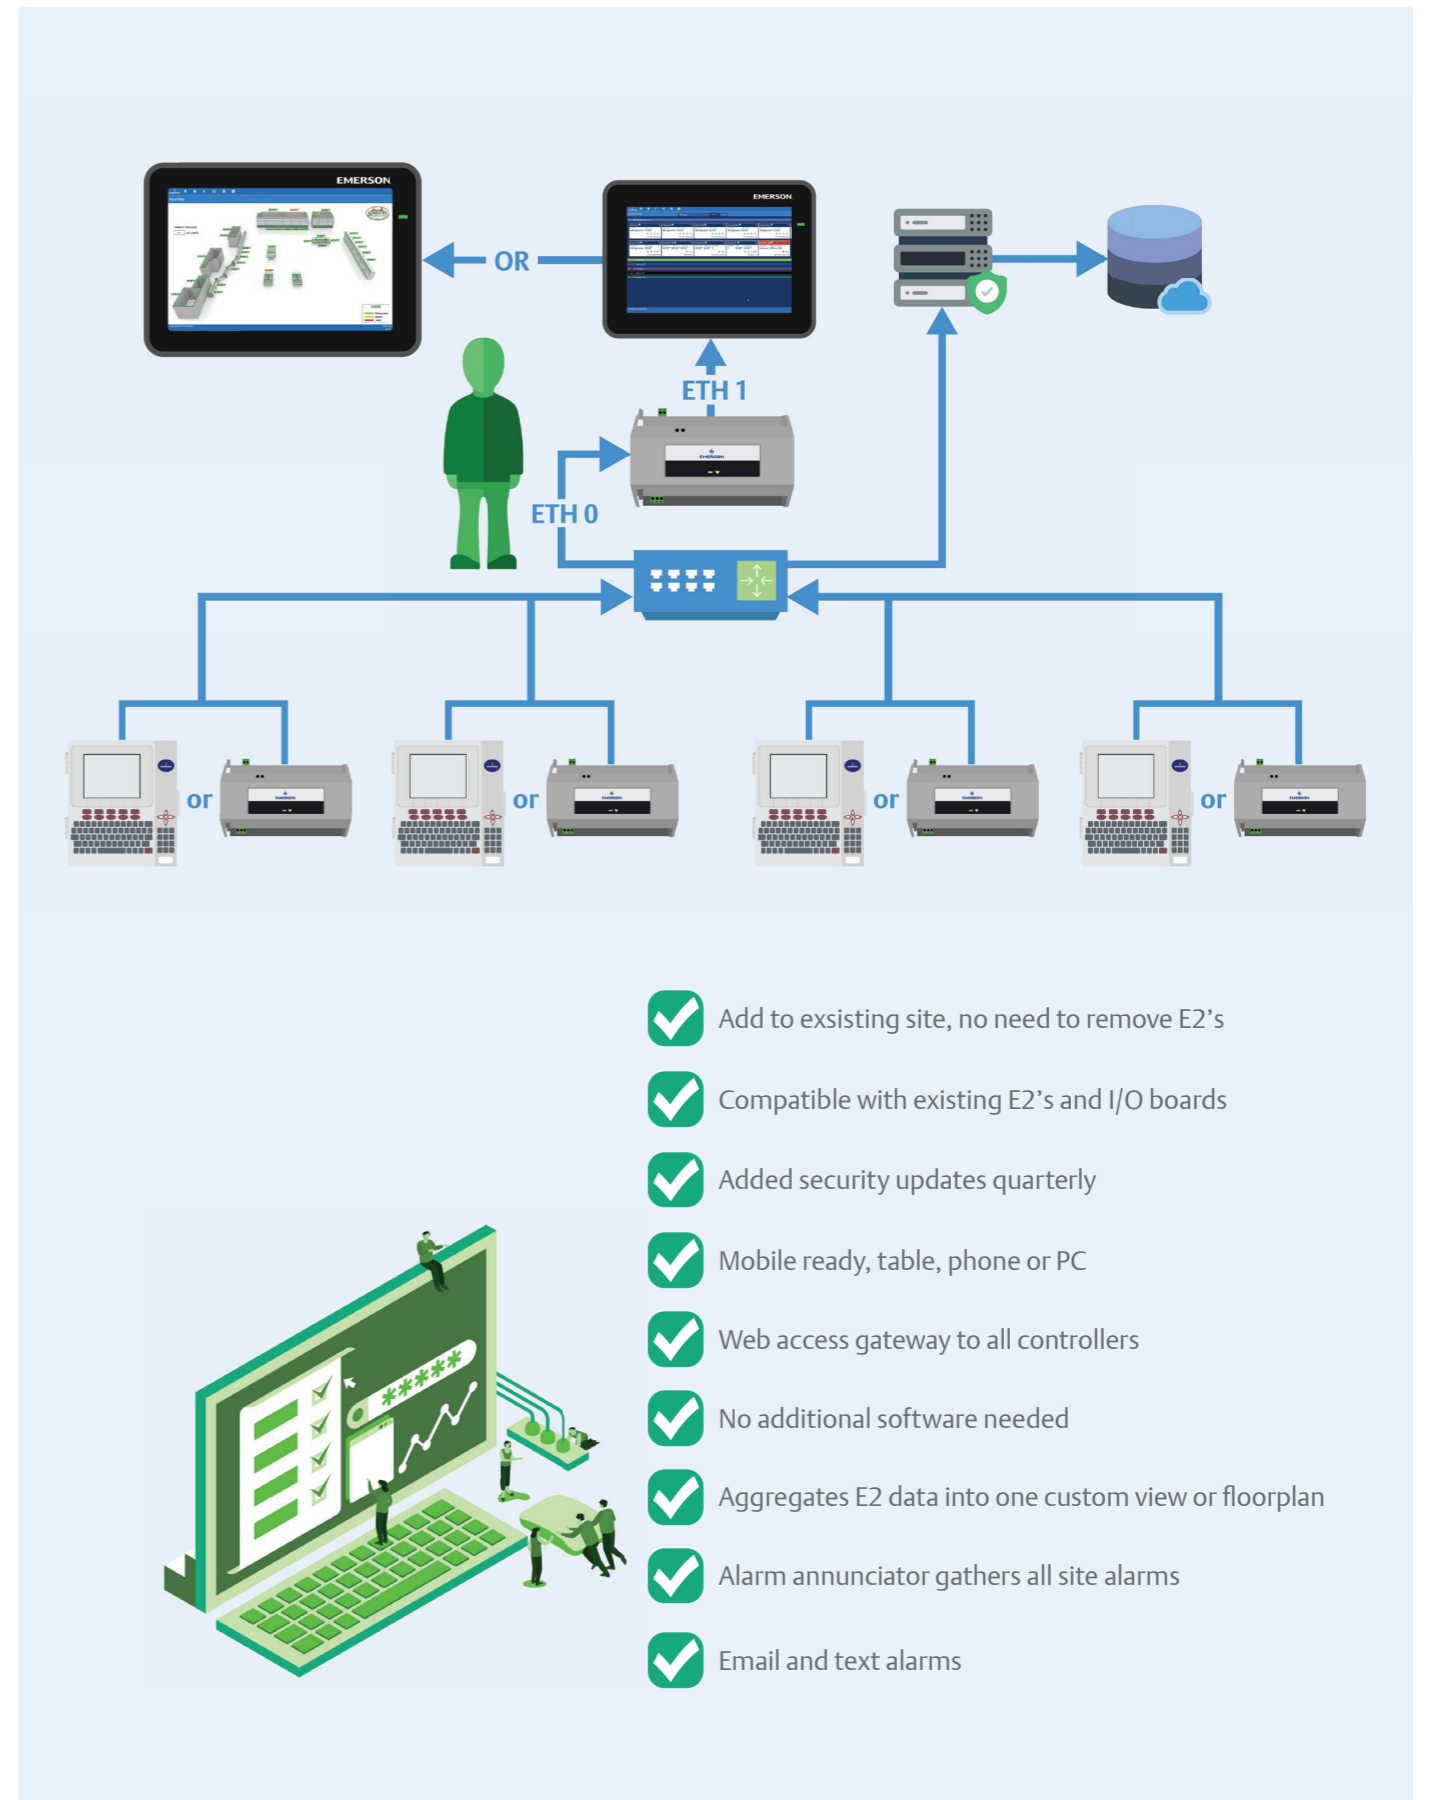 EMERSON
EMERSON
OR
ETH 1
EMERSON
ETH 0
or
or
or
or
Add to exsisting site, no need to remove E2’s
Compatible with existing E2’s and I/O boards
Added security updates quarterly
Mobile ready, table, phone or PC
Web access gateway to all controllers
No additional software needed
Aggregates E2 data into one custom view or floorplan
Alarm annunciator gathers all site alarms
Email and text alarms